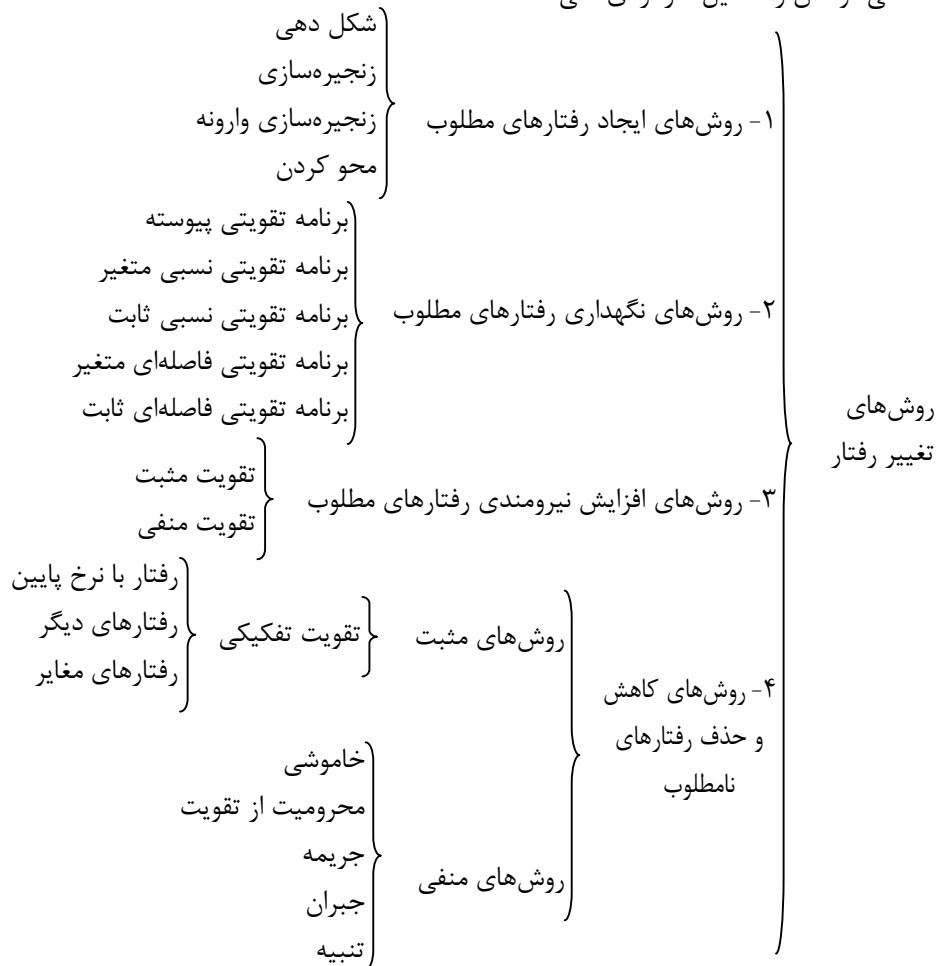 روش‌های
تغییر رفتار
۱- روش‌های ایجاد رفتارهای مطلوب
شکل دهی
زنجیره‌سازی
زنجیره‌سازی وارونه
محو کردن
۲- روش‌های نگهداری رفتارهای مطلوب
برنامه تقویتی پیوسته
برنامه تقویتی نسبی متغیر
برنامه تقویتی نسبی ثابت
برنامه تقویتی فاصله‌ای متغیر
برنامه تقویتی فاصله‌ای ثابت
۳- روش‌های افزایش نیرومندی رفتارهای مطلوب
تقویت مثبت
تقویت منفی
۴- روش‌های کاهش
و حذف رفتارهای
نامطلوب
روش‌های مثبت
تقویت تفکیکی
رفتار با نرخ پایین
رفتارهای دیگر
رفتارهای مغایر
روش‌های منفی
خاموشی
محرومیت از تقویت
جریمه
جبران
تنبیه